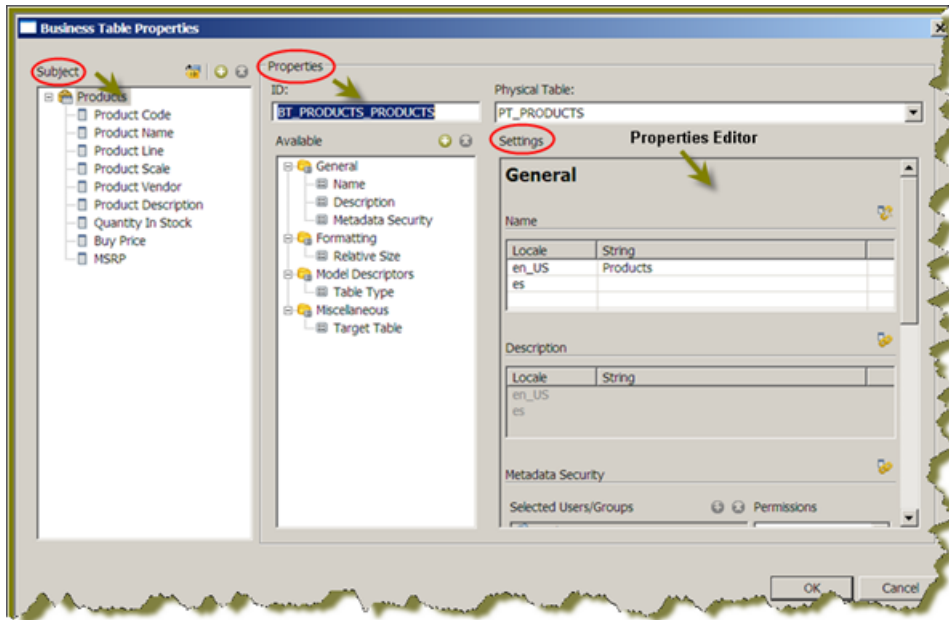 Business Table Properties
Subject
Products
Product Code
Product Name
Product Line
Product Scale
Product Vendor
Product Description
Quantity In Stock
Buy Price
MSRP
Properties
ID:
BT_PRODUCTS_PRODUCTS
Physical Table:
PT_PRODUCTS
Available
General
Name
Description
Metadata Security
Formatting
Relative Size
Model Descriptors
Table Type
Miscellaneous
Target Table
Settings
Properties Editor
General
Name
Locale String
en_US Products
es
Description
Locale String
en_US
es
Metadata Security
Selected Users/Groups Permissions
OK Cancel